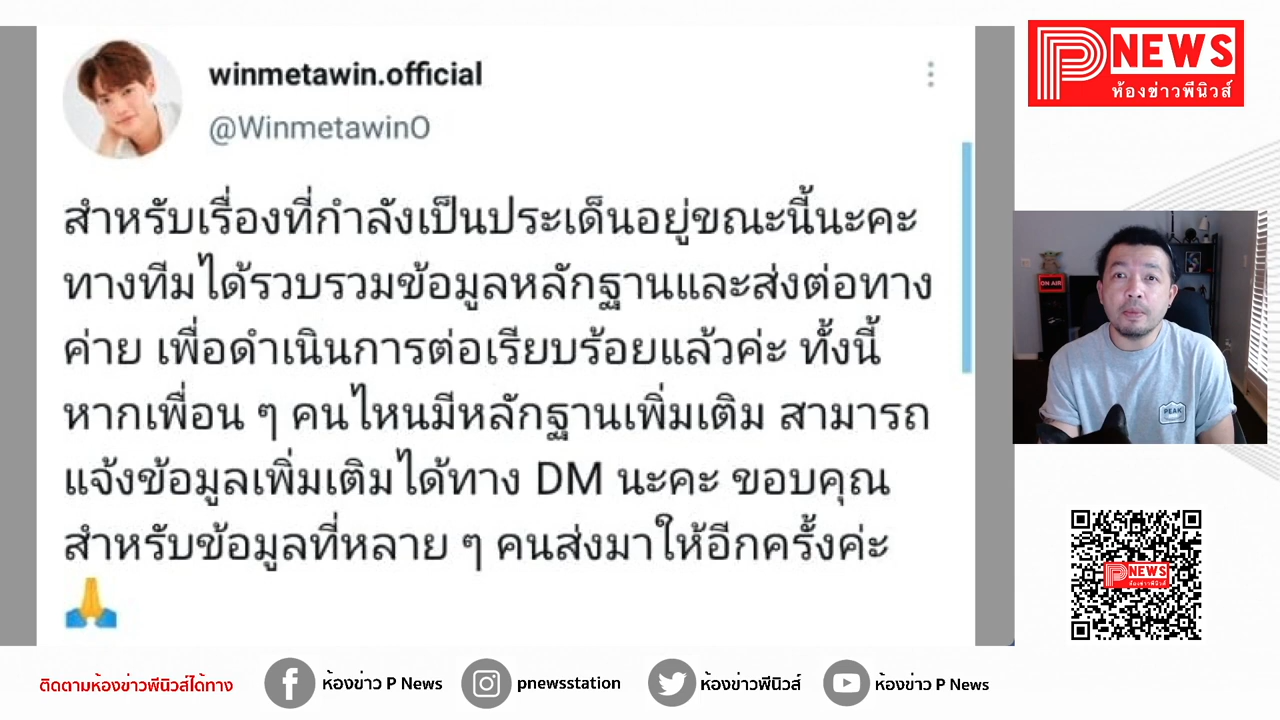 winmetawin.official
@WinmetawinO
สำหรับเรื่องที่กำลังเป็นประเด็นอยู่ขณะนี้นะคะ
ทางทีมได้รวบรวมข้อมูลหลักฐานและส่งต่อทาง
ค่าย เพื่อดำเนินการต่อเรียบร้อยแล้วค่ะ ทั้งนี้
หากเพื่อน ๆ คนไหนมีหลักฐานเพิ่มเติม สามารถ
แจ้งข้อมูลเพิ่มเติมได้ทาง DM นะคะ ขอบคุณ
สำหรับข้อมูลที่หลาย ๆ คนส่งมาให้อีกครั้งค่ะ
🙏
P NEWS
ห้องข่าวพีนิวส์
ON AIR
PEAK
P NEWS
ห้องข่าวพีนิวส์
ติดตามห้องข่าวพีนิวส์ได้ทาง
ห้องข่าว P News
pnewsstation
ห้องข่าวพีนิวส์
ห้องข่าว P News